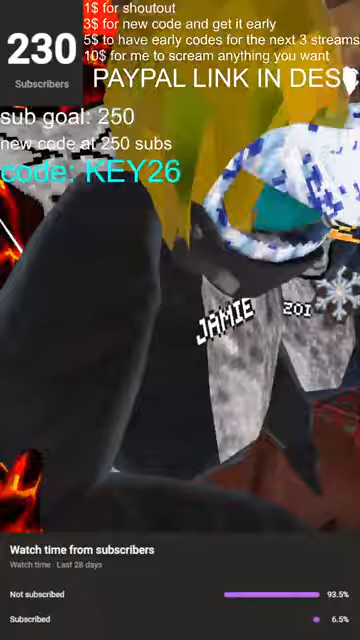 1$ for shoutout
3$ for new code and get it early
5$ to have early codes for the next 3 streams
10$ for me to scream anything you want
PAYPAL LINK IN DES
230
Subscribers
sub goal: 250
new code at 250 subs
code: KEY26
JAMIE
ZOI
Watch time from subscribers
Watch time · Last 28 days
Not subscribed 93.5%
Subscribed 6.5%